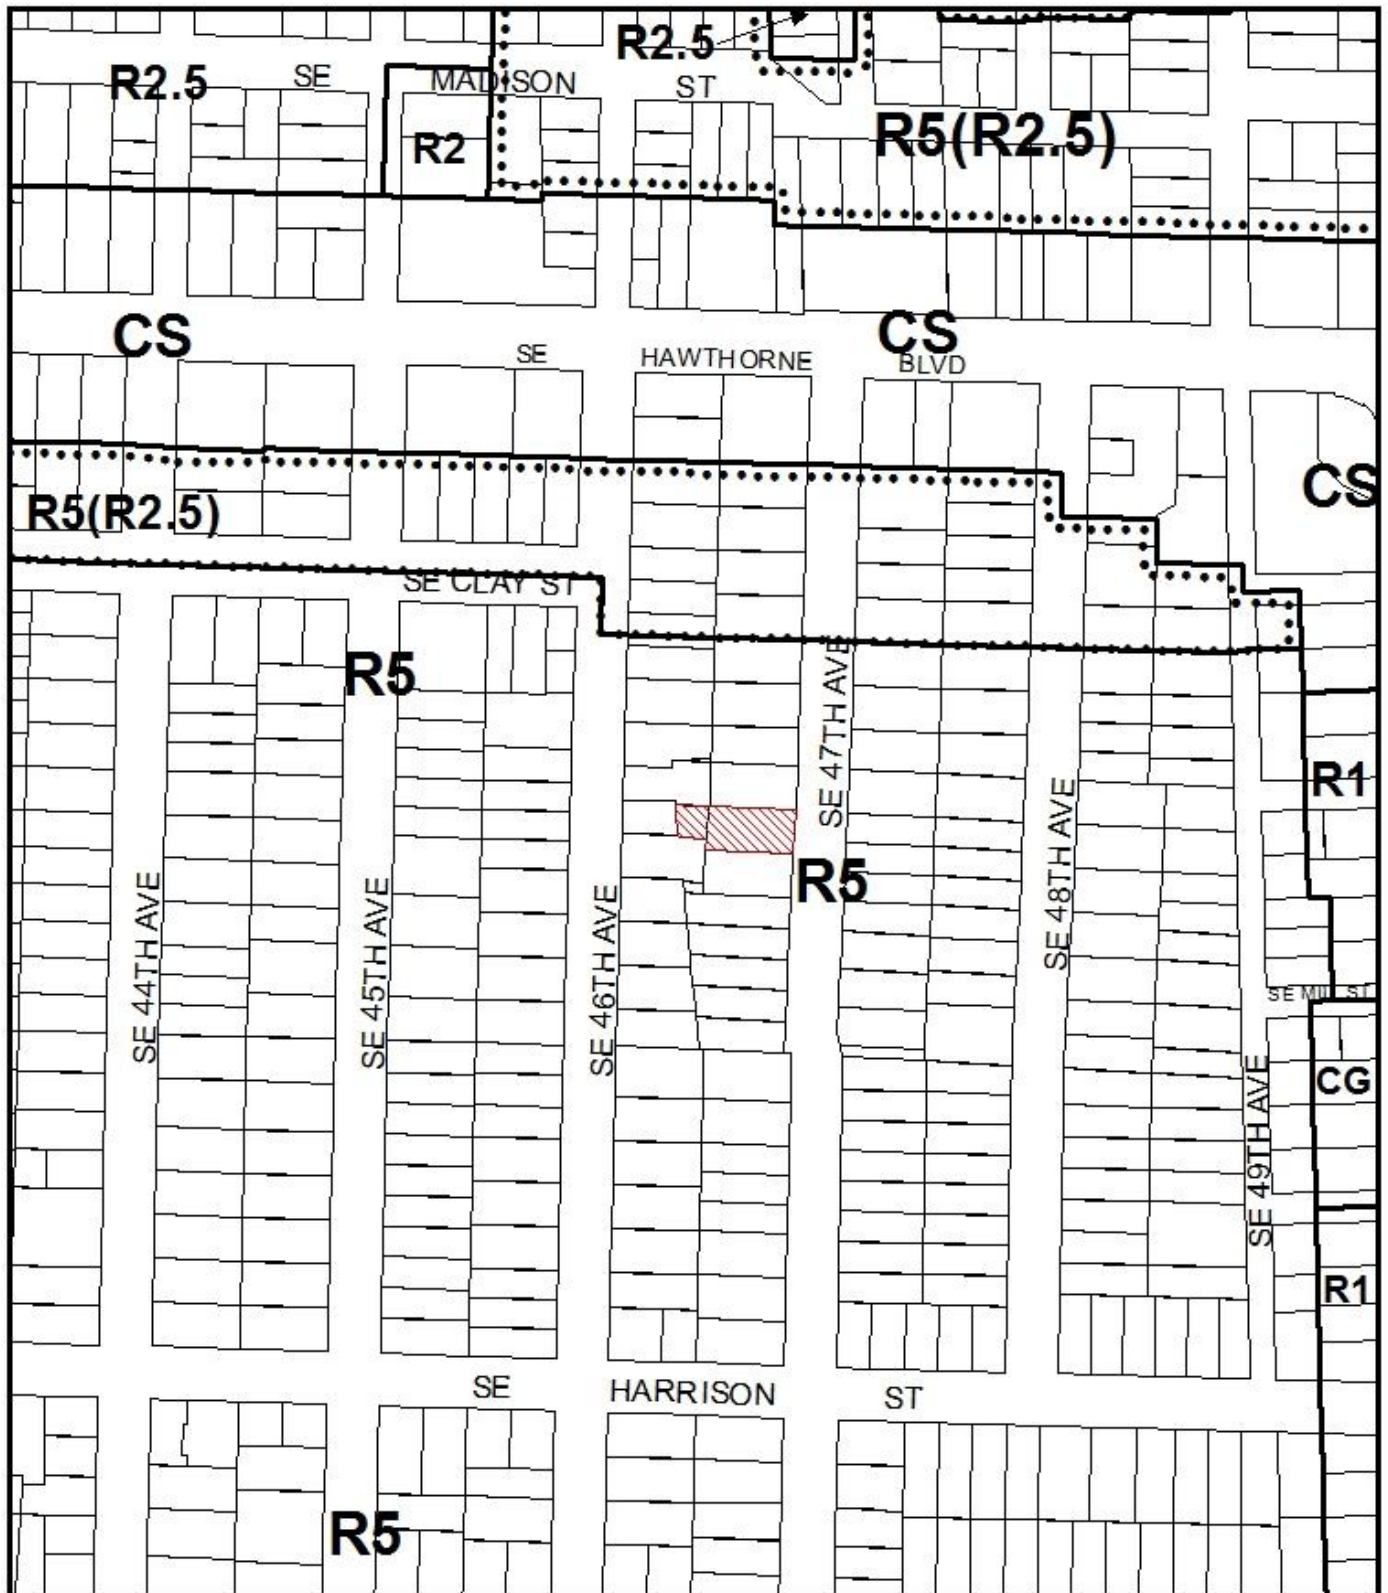 R2.5
R2.5 SE MADISON ST
R5(R2.5)
R2
CS CS
SE HAWTHORNE BLVD
CS
R5(R2.5)
SE CLAY ST
R5
SE 47TH AVE
R1
SE 48TH AVE
R5
SE 44TH AVE
SE 45TH AVE
SE 46TH AVE
SE MILL ST
CG
SE 49TH AVE
R1
SE HARRISON ST
R5